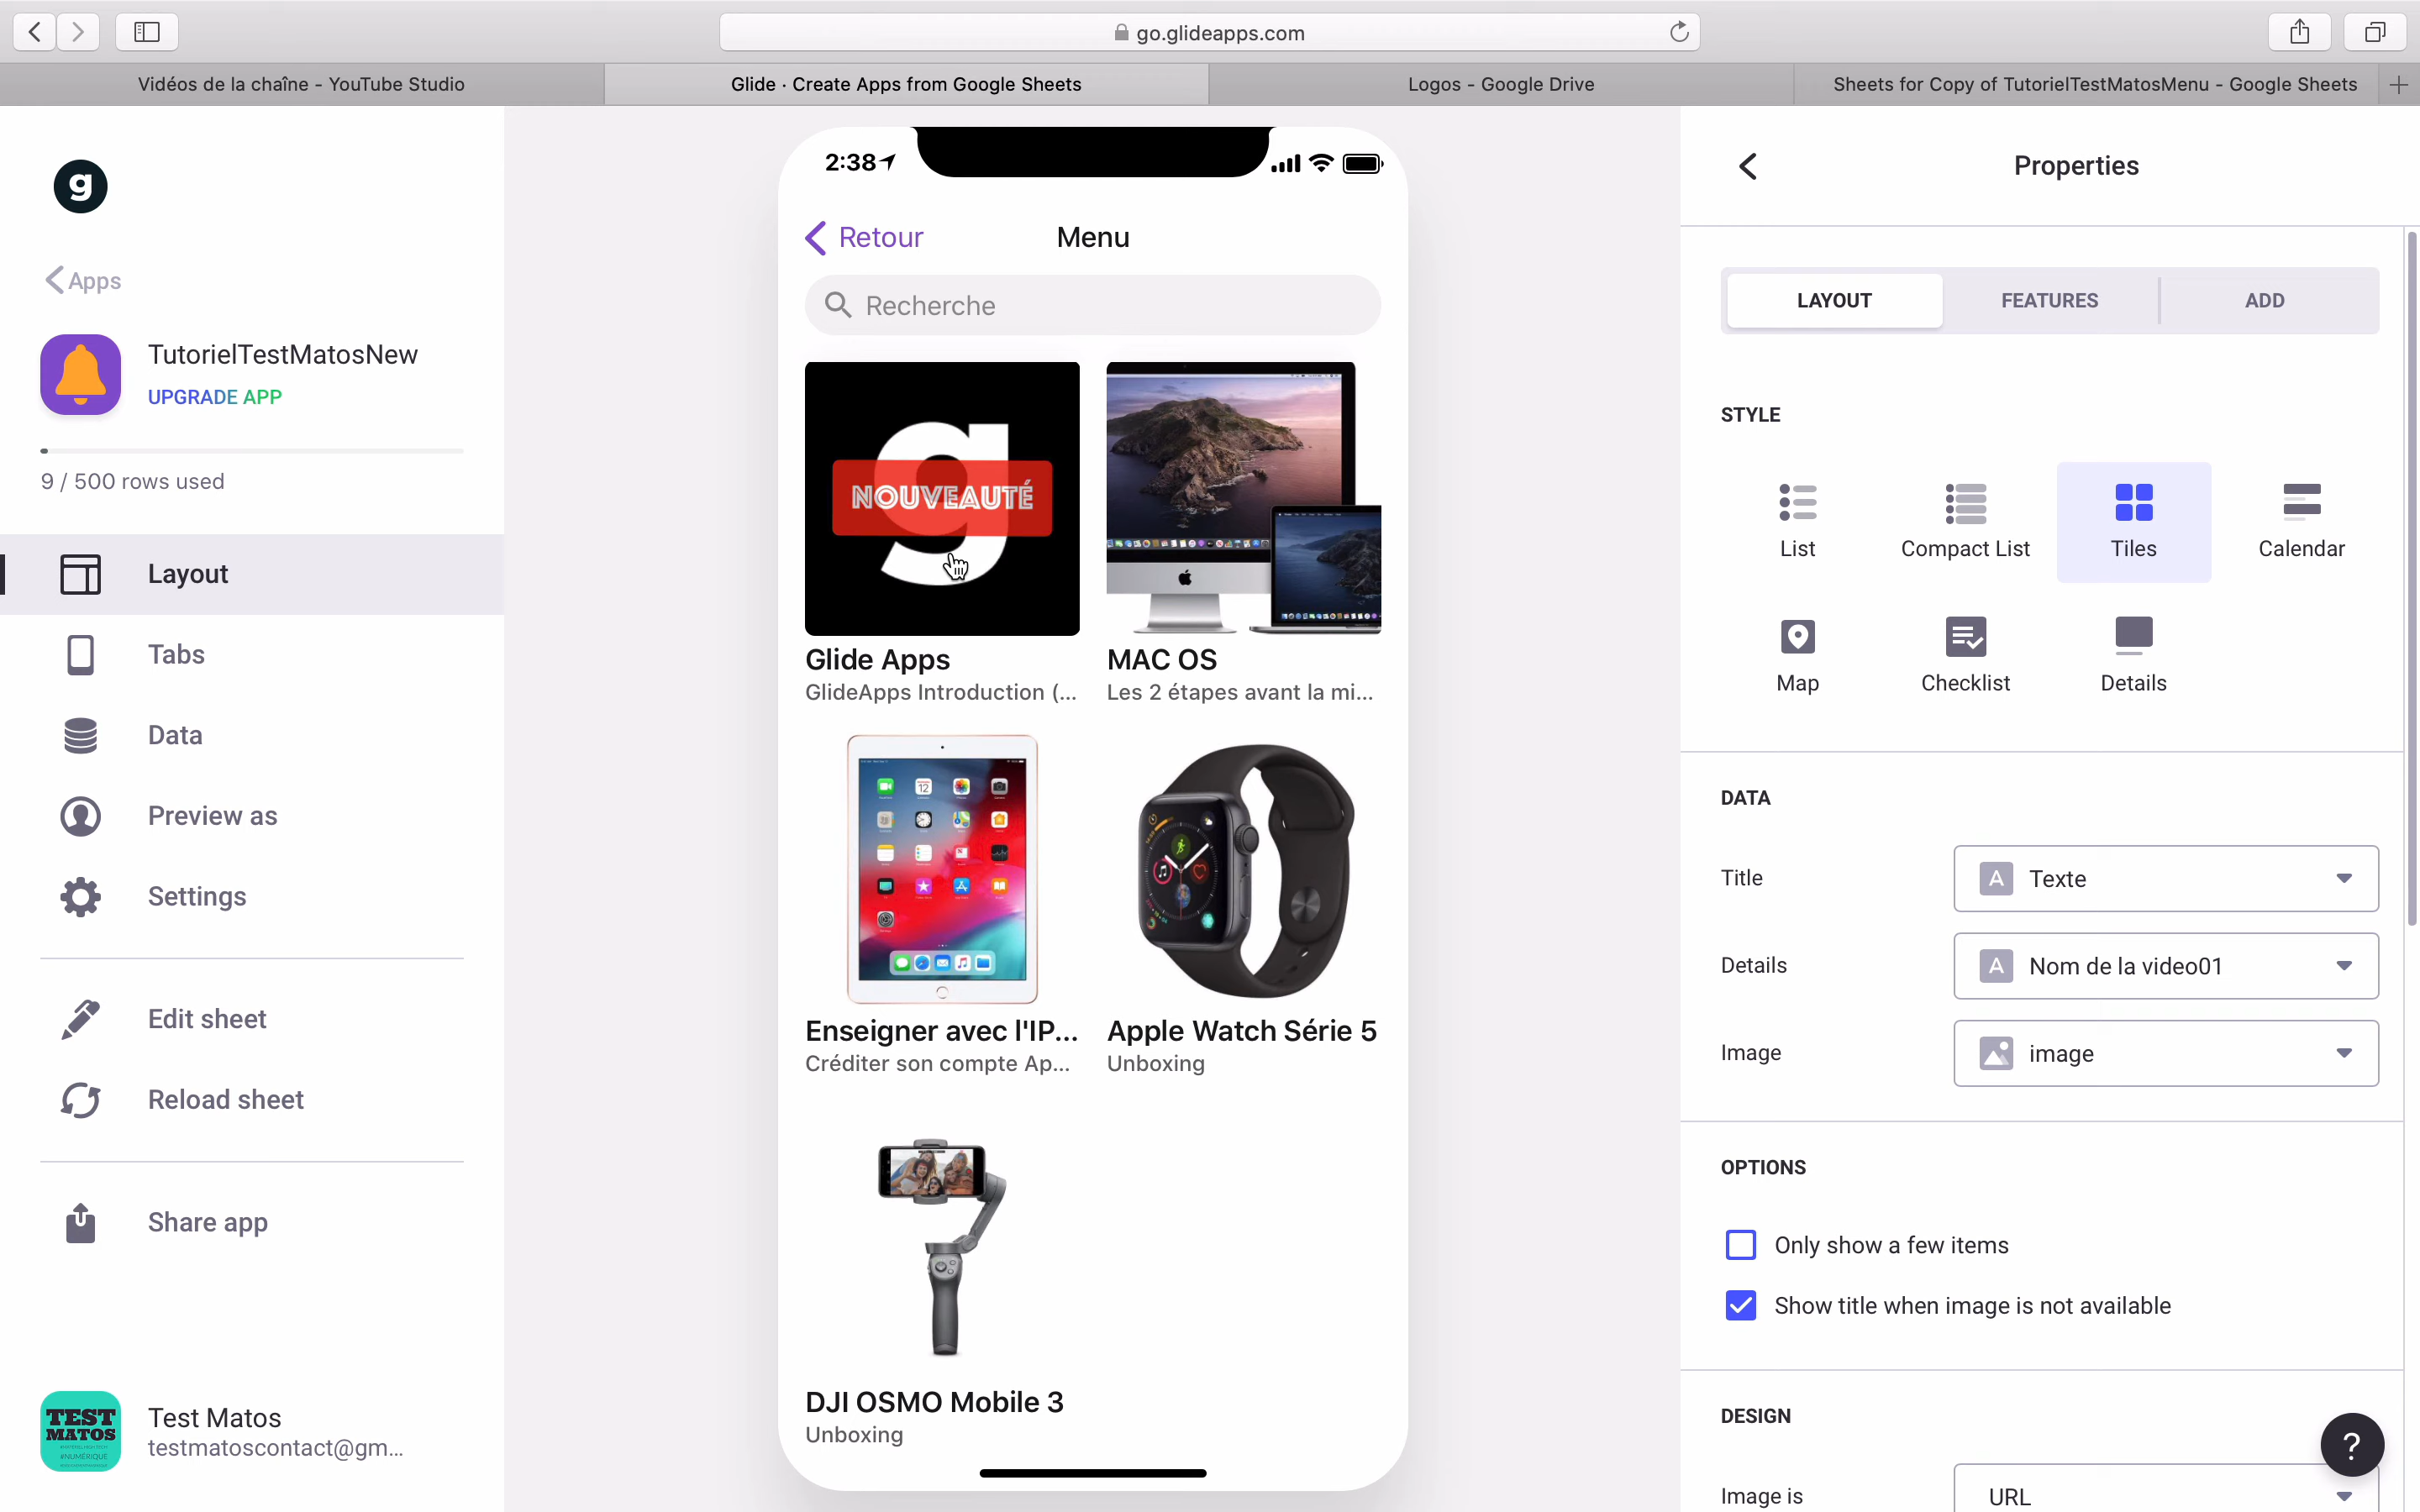 go.glideapps.com
Vidéos de la chaîne - YouTube Studio
Glide · Create Apps from Google Sheets
Logos - Google Drive
Sheets for Copy of TutorielTestMatosMenu - Google Sheets
g
Apps
TutorielTestMatosNew
UPGRADE APP
9 / 500 rows used
Layout
Tabs
Data
Preview as
Settings
Edit sheet
Reload sheet
Share app
TEST
MATOS
#NUMÉRIQUE
Test Matos
testmatoscontact@gm...
2:38
Retour
Menu
Recherche
g
NOUVEAUTÉ
Glide Apps
GlideApps Introduction (...
MAC OS
Les 2 étapes avant la mi...
12
Enseigner avec l'IP...
Créditer son compte Ap...
Apple Watch Série 5
Unboxing
DJI OSMO Mobile 3
Unboxing
Properties
LAYOUT
FEATURES
ADD
STYLE
List
Compact List
Tiles
Calendar
Map
Checklist
Details
DATA
Title
A Texte
Details
A Nom de la video01
Image
image
OPTIONS
Only show a few items
Show title when image is not available
DESIGN
Image is
URL
?